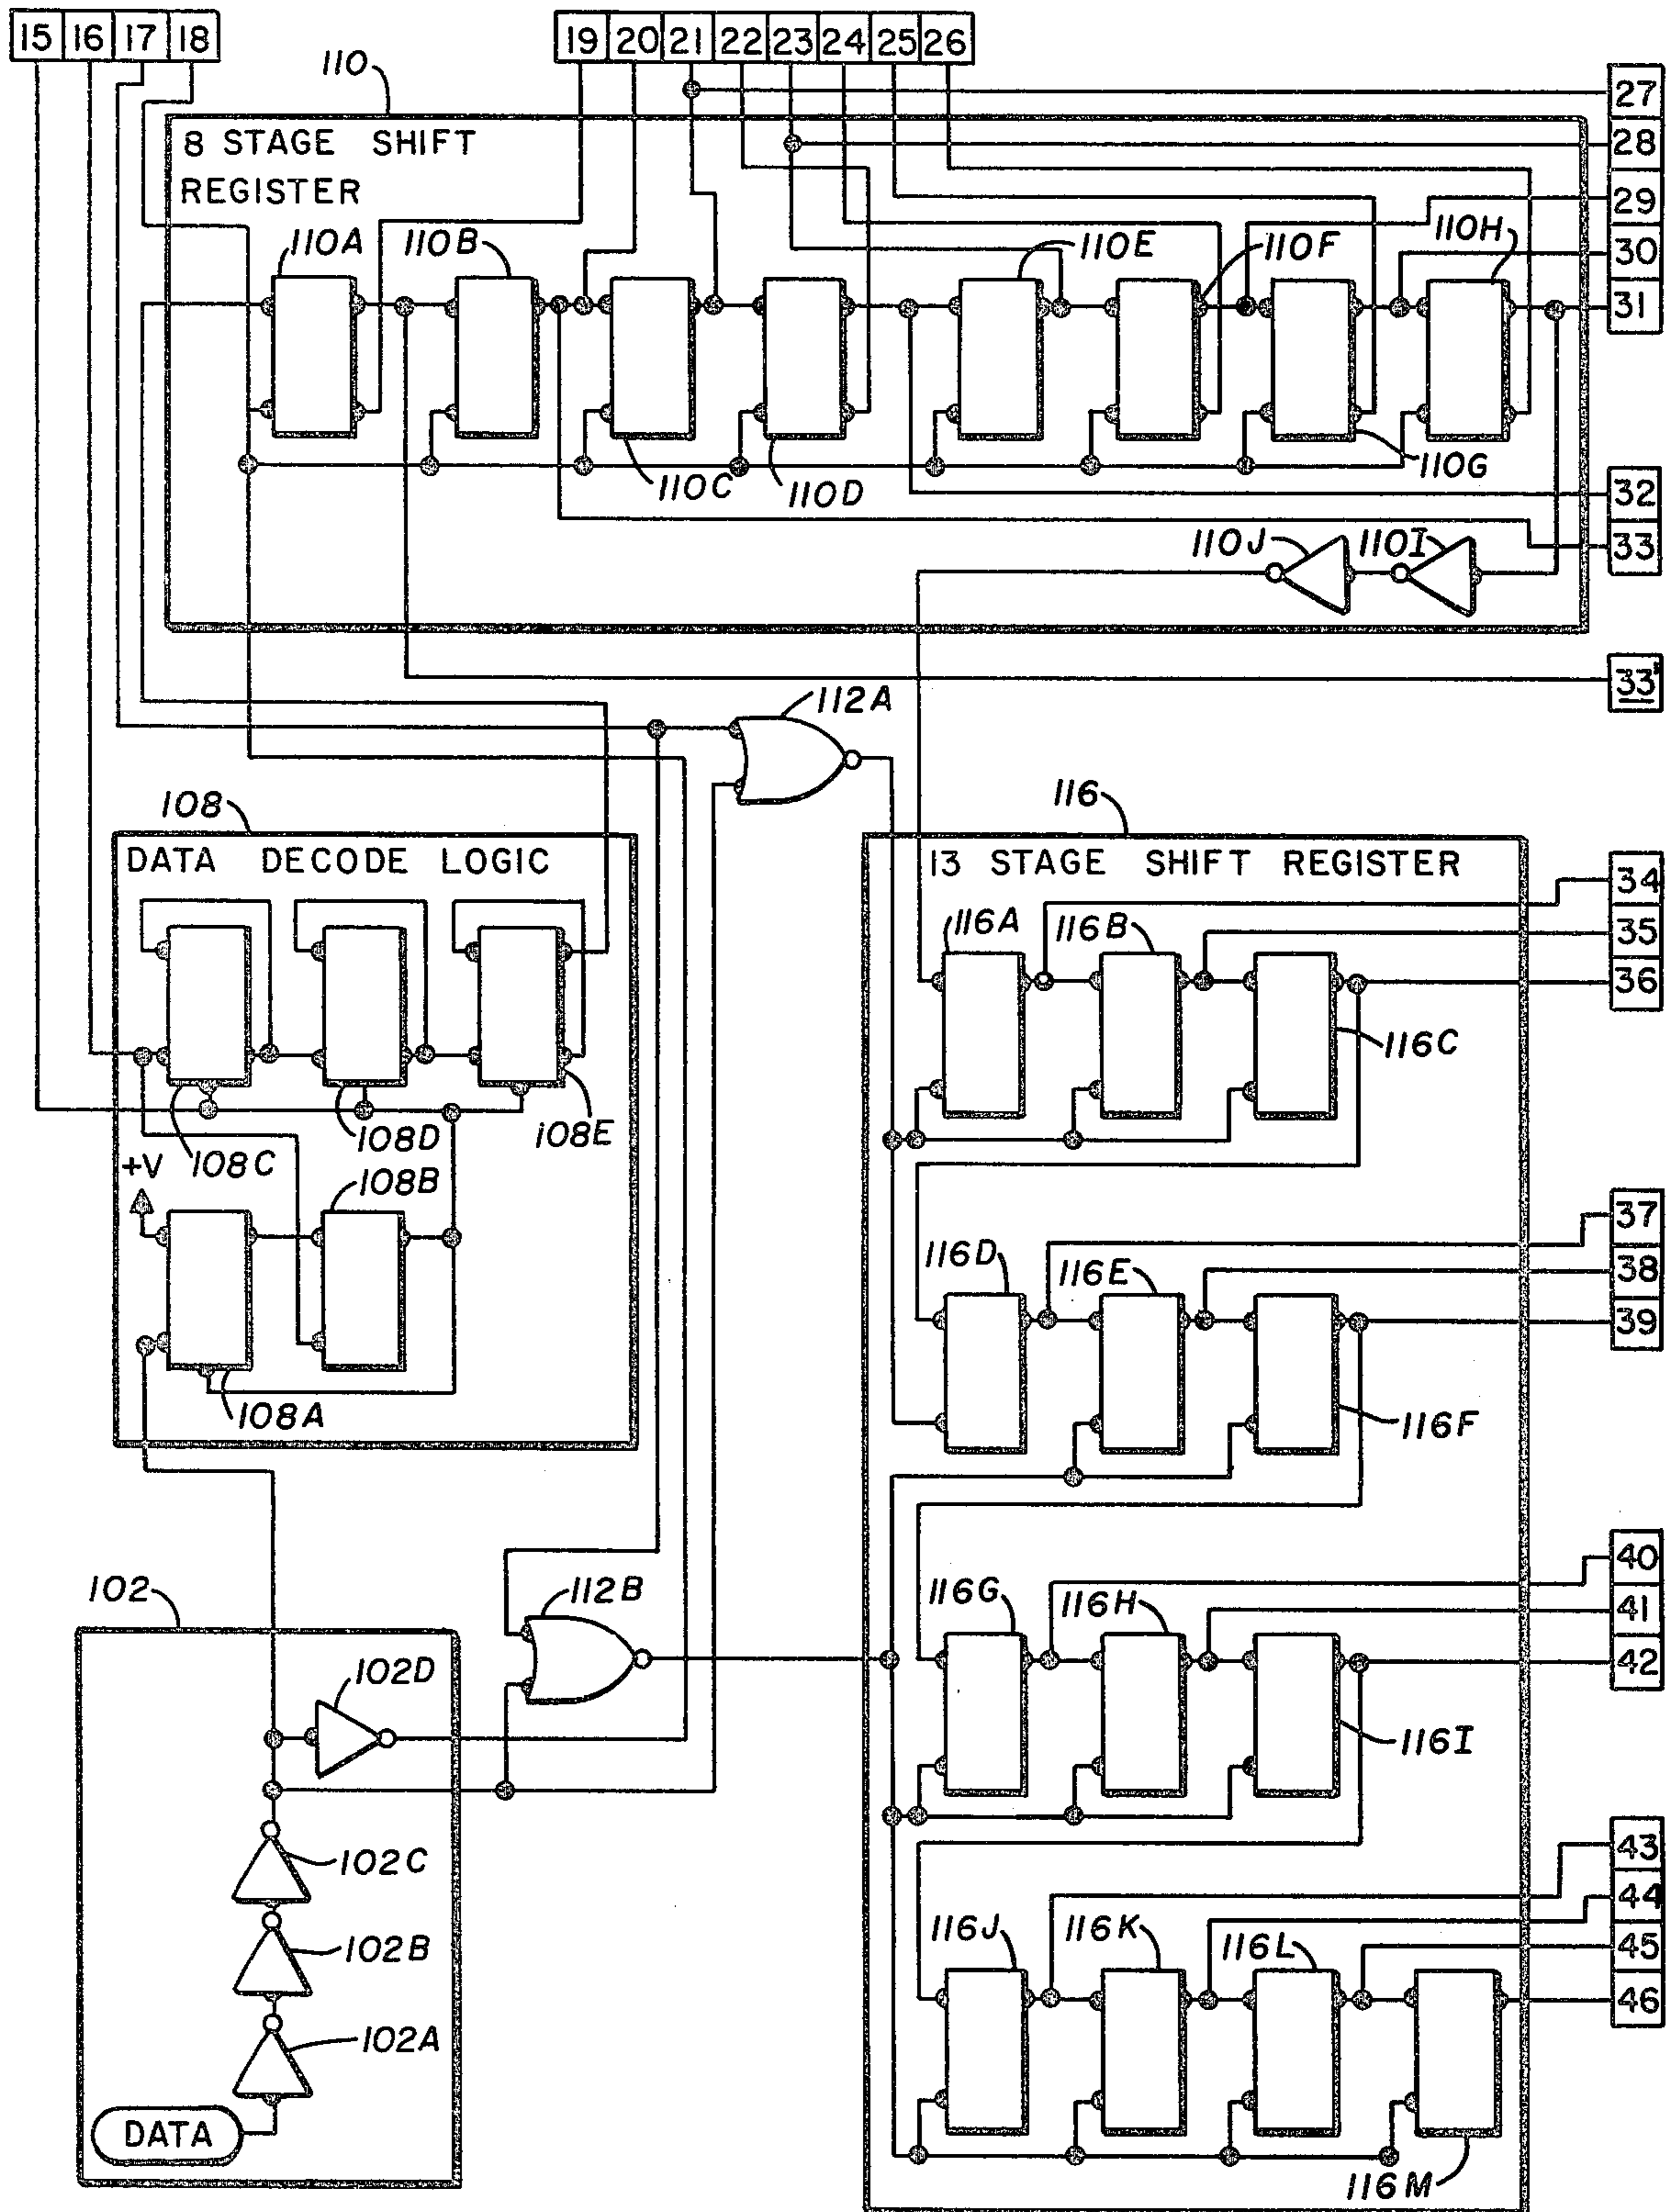 15 16 17 18
19 20 21 22 23 24 25 26
110
27
8 STAGE SHIFT
REGISTER
28
29
110A
110B
110E
110F
110H
30
31
110C
110D
110G
32
33
110J
110I
33'
112A
108
116
DATA DECODE LOGIC
13 STAGE SHIFT REGISTER
34
35
36
116A
116B
116C
108C
108D
108E
+V
108B
37
38
39
116D
116E
116F
108A
40
41
42
102
112B
116G
116H
102D
116I
43
44
45
46
102C
116J
116K
116L
102B
102A
DATA
116M